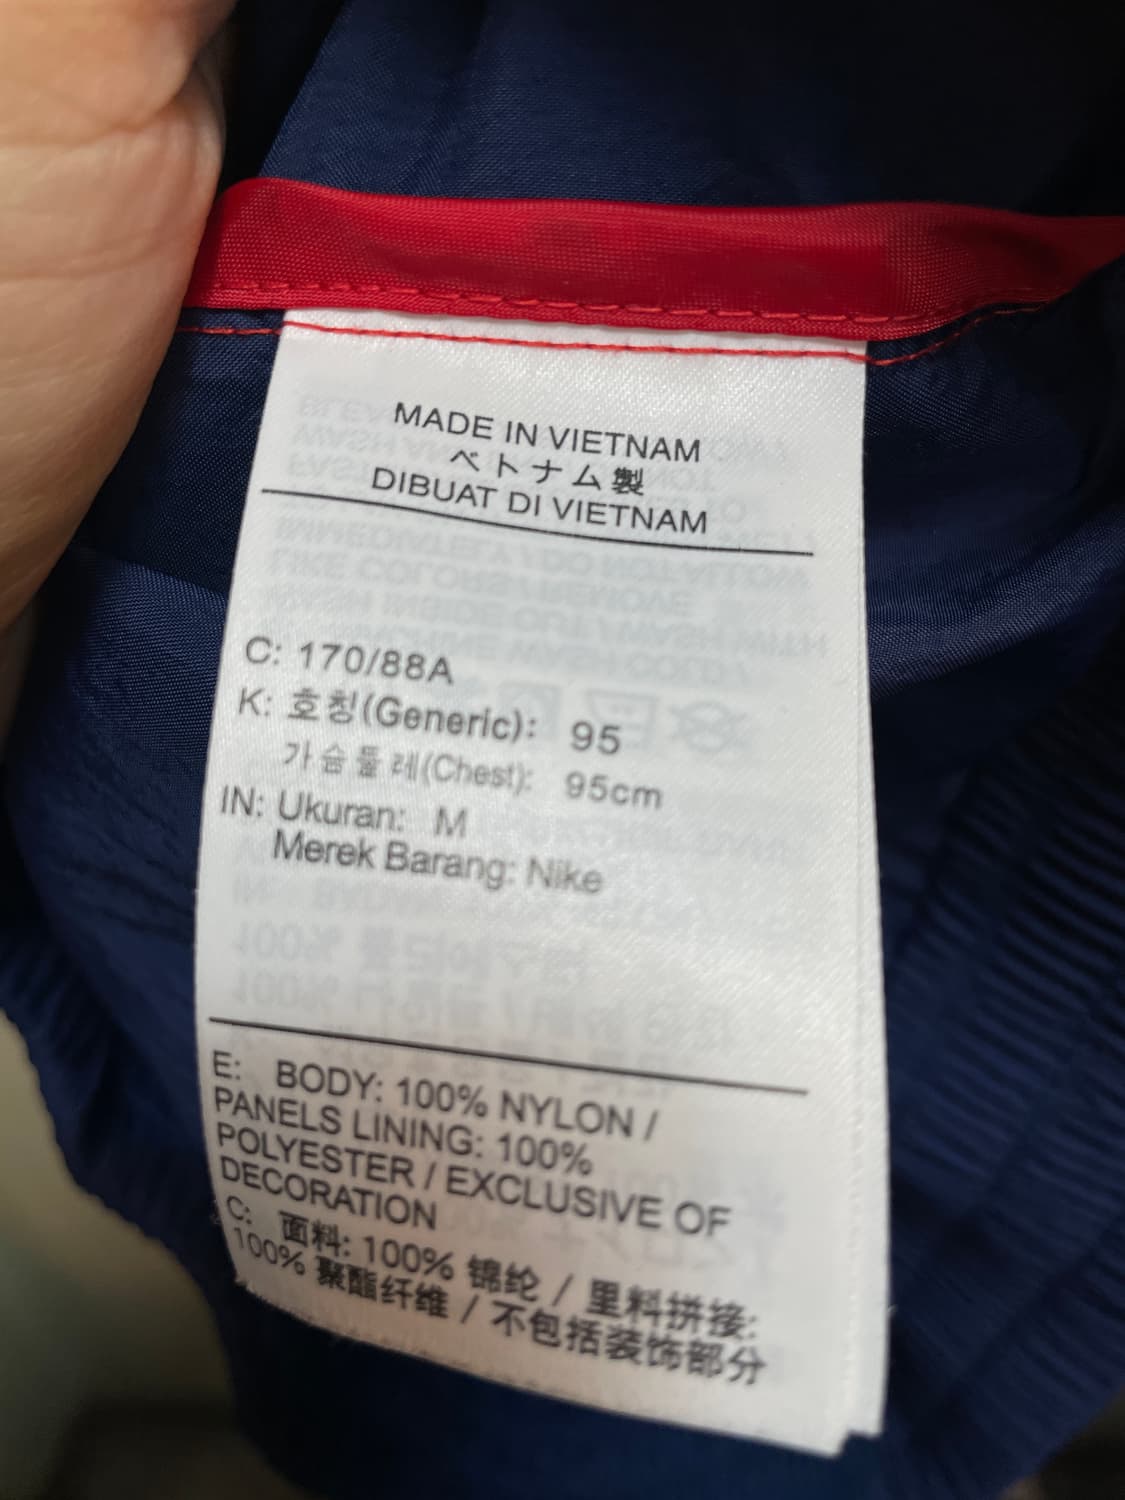 MADE IN VIETNAM
ベトナム製
DIBUAT DI VIETNAM
C: 170/88A
K: 호칭(Generic): 95
가슴둘레(Chest): 95cm
IN: Ukuran: M
Merek Barang: Nike
E: BODY: 100% NYLON /
PANELS LINING: 100%
POLYESTER / EXCLUSIVE OF
DECORATION
C: 面料: 100% 锦纶 / 里料拼接:
100% 聚酯纤维 / 不包括装饰部分